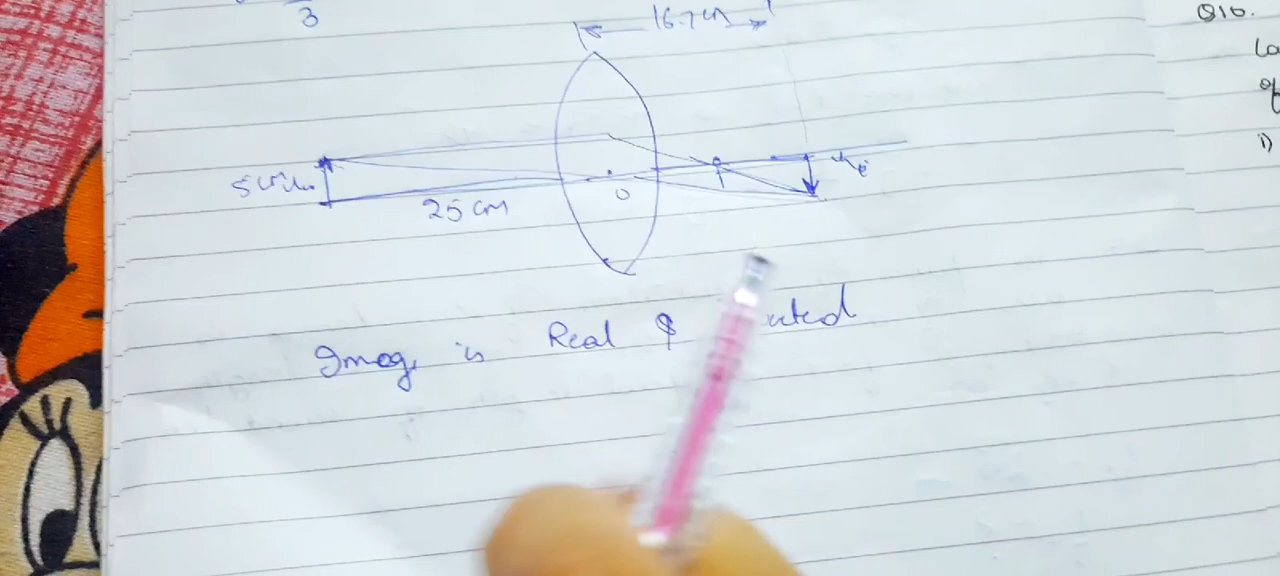 3
16.7 cm
Q10.
5 cm
25 cm
O
F
i)
Image is Real &